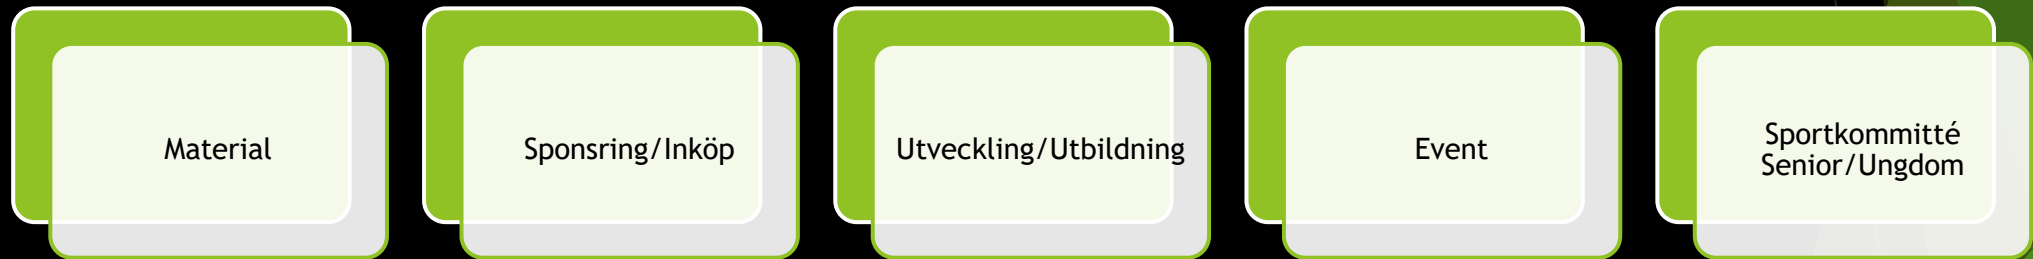 Material
Sponsring/Inköp
Utveckling/Utbildning
Event
Sportkommitté
Senior/Ungdom